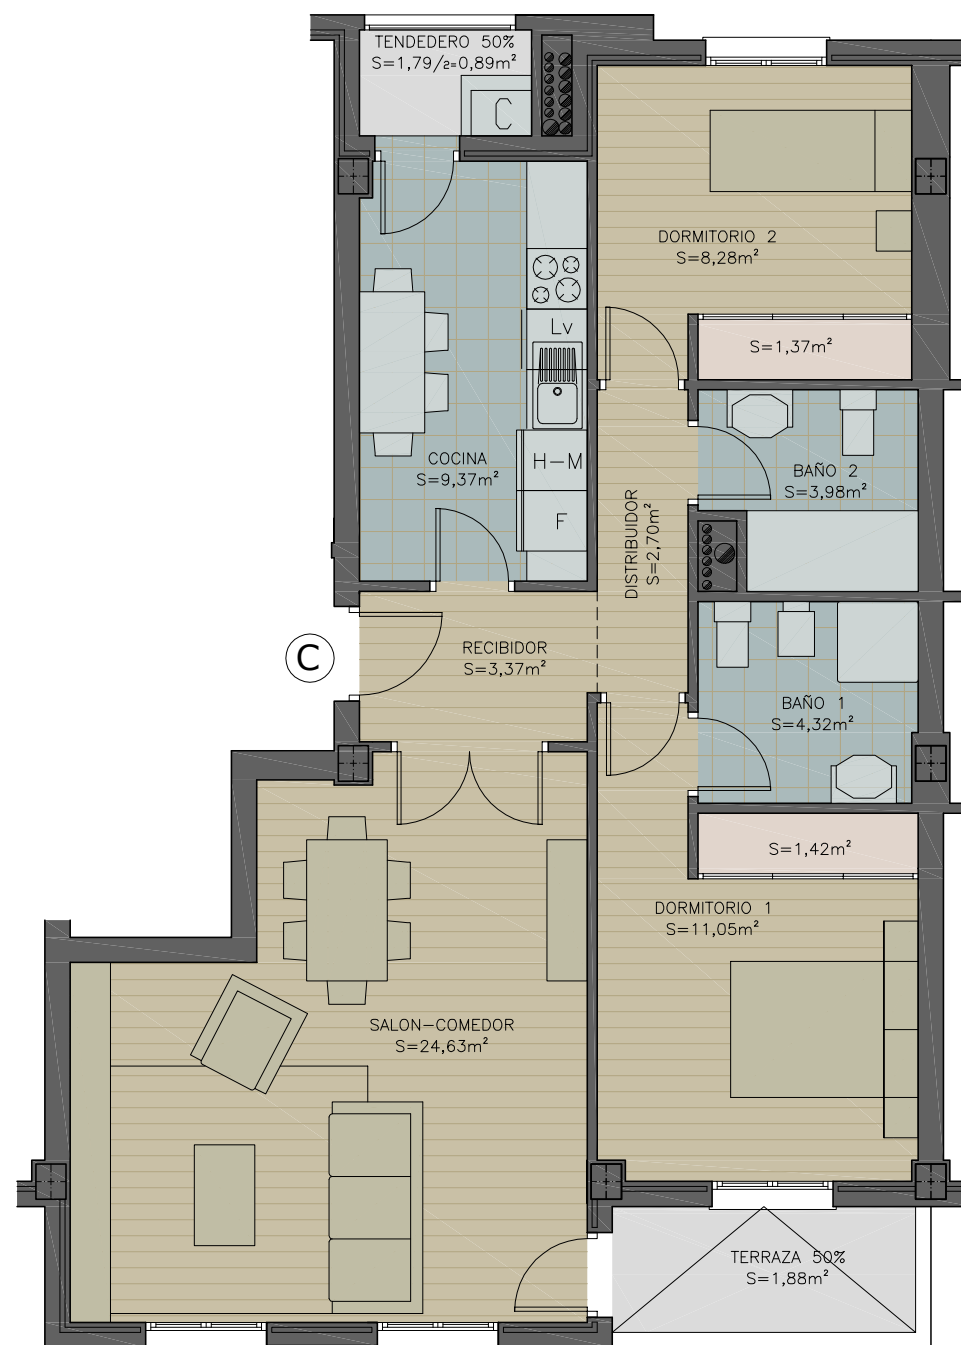 TENDEDERO 50%
S=1,79/2=0,89m²
C
DORMITORIO 2
S=8,28m²
Lv
S=1,37m²
COCINA
S=9,37m²
H-M
F
BAÑO 2
S=3,98m²
DISTRIBUIDOR
S=2,70m²
C
RECIBIDOR
S=3,37m²
BAÑO 1
S=4,32m²
S=1,42m²
DORMITORIO 1
S=11,05m²
SALON-COMEDOR
S=24,63m²
TERRAZA 50%
S=1,88m²